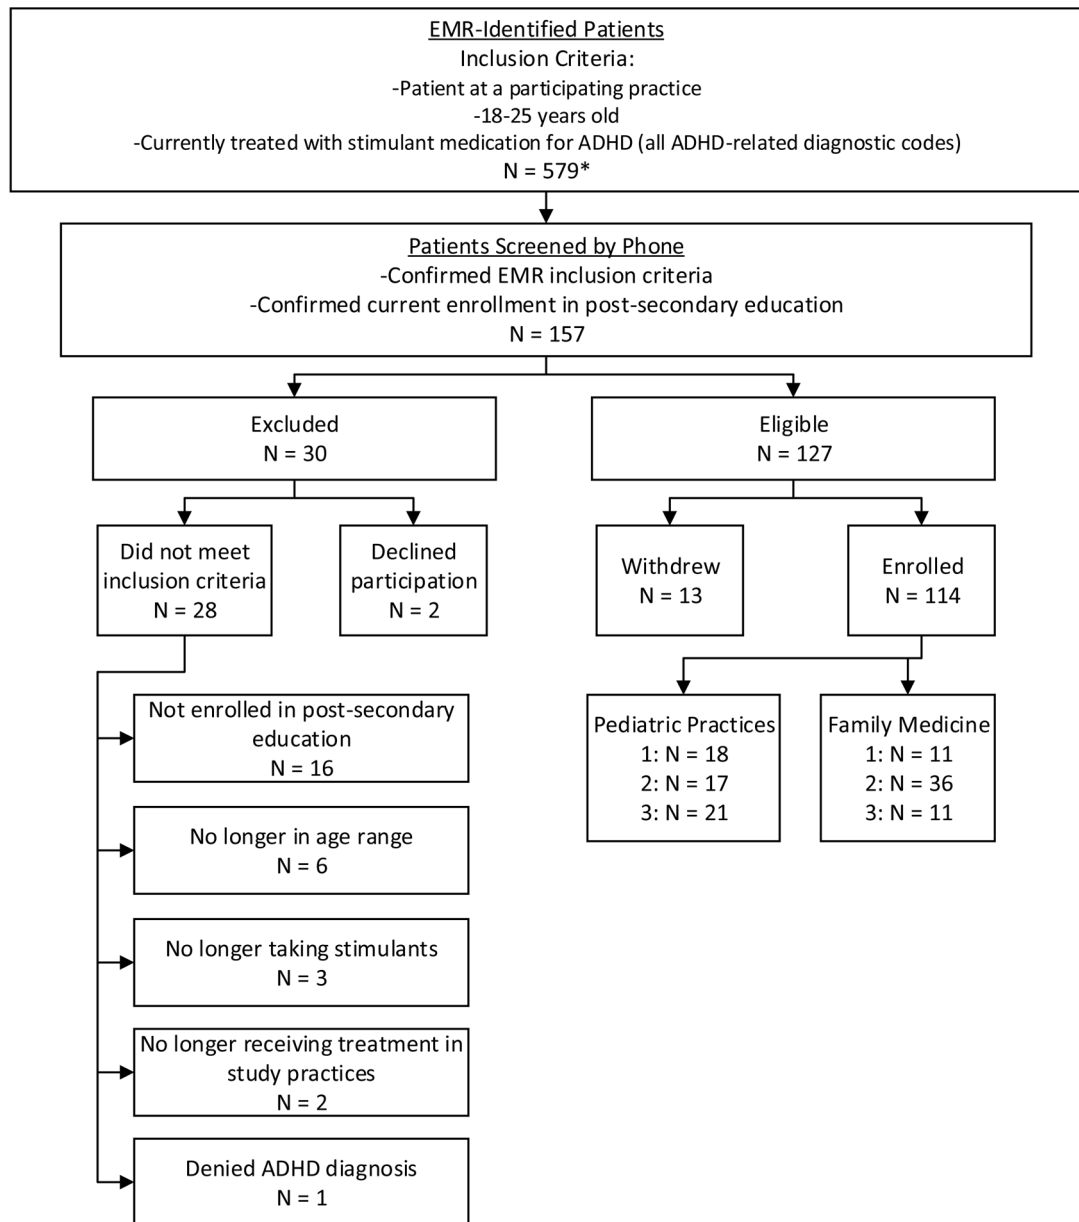 EMR-Identified Patients
Inclusion Criteria:
-Patient at a participating practice
-18-25 years old
-Currently treated with stimulant medication for ADHD (all ADHD-related diagnostic codes)
N = 579*
Patients Screened by Phone
-Confirmed EMR inclusion criteria
-Confirmed current enrollment in post-secondary education
N = 157
Excluded
N = 30
Eligible
N = 127
Did not meet
inclusion criteria
N = 28
Declined
participation
N = 2
Withdrew
N = 13
Enrolled
N = 114
Not enrolled in post-secondary
education
N = 16
No longer in age range
N = 6
No longer taking stimulants
N = 3
No longer receiving treatment in
study practices
N = 2
Denied ADHD diagnosis
N = 1
Pediatric Practices
1: N = 18
2: N = 17
3: N = 21
Family Medicine
1: N = 11
2: N = 36
3: N = 11